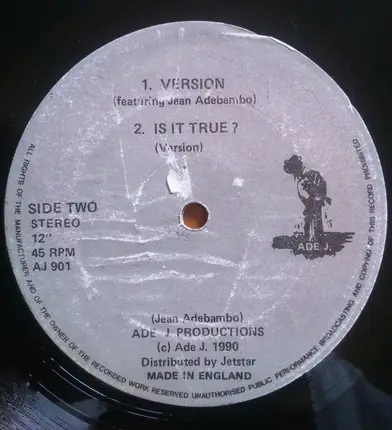 1. VERSION
(featuring Jean Adebambo)
2. IS IT TRUE?
(Version)
SIDE TWO
STEREO
12"
45 RPM
AJ 901
ADE J.
(Jean Adebambo)
ADE J PRODUCTIONS
(c) Ade J. 1990
Distributed by Jetstar
MADE IN ENGLAND
ALL RIGHTS OF THE MANUFACTURER AND OF THE OWNER OF THE RECORDED WORK RESERVED UNAUTHORISED PUBLIC PERFORMANCE BROADCASTING AND COPYING OF THIS RECORD PROHIBITED